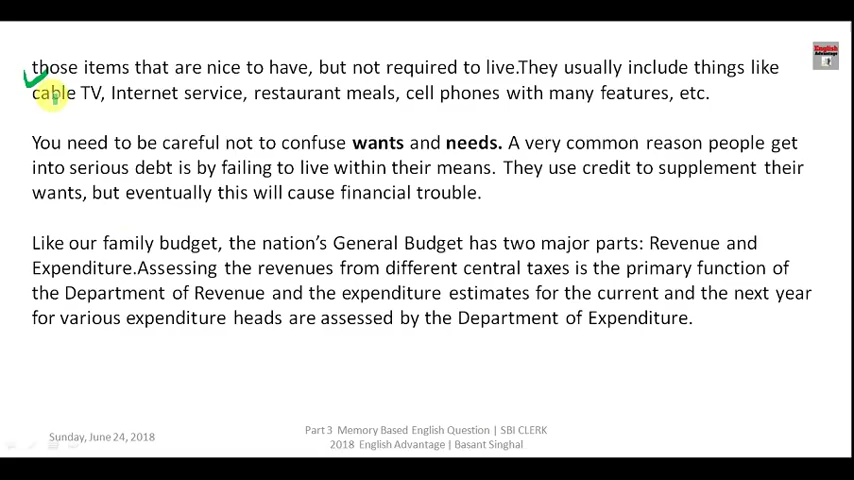 English
Advantage
those items that are nice to have, but not required to live.They usually include things like
cable TV, Internet service, restaurant meals, cell phones with many features, etc.
You need to be careful not to confuse wants and needs. A very common reason people get
into serious debt is by failing to live within their means. They use credit to supplement their
wants, but eventually this will cause financial trouble.
Like our family budget, the nation's General Budget has two major parts: Revenue and
Expenditure.Assessing the revenues from different central taxes is the primary function of
the Department of Revenue and the expenditure estimates for the current and the next year
for various expenditure heads are assessed by the Department of Expenditure.
Sunday, June 24, 2018
Part 3 Memory Based English Question | SBI CLERK
2018 English Advantage | Basant Singhal